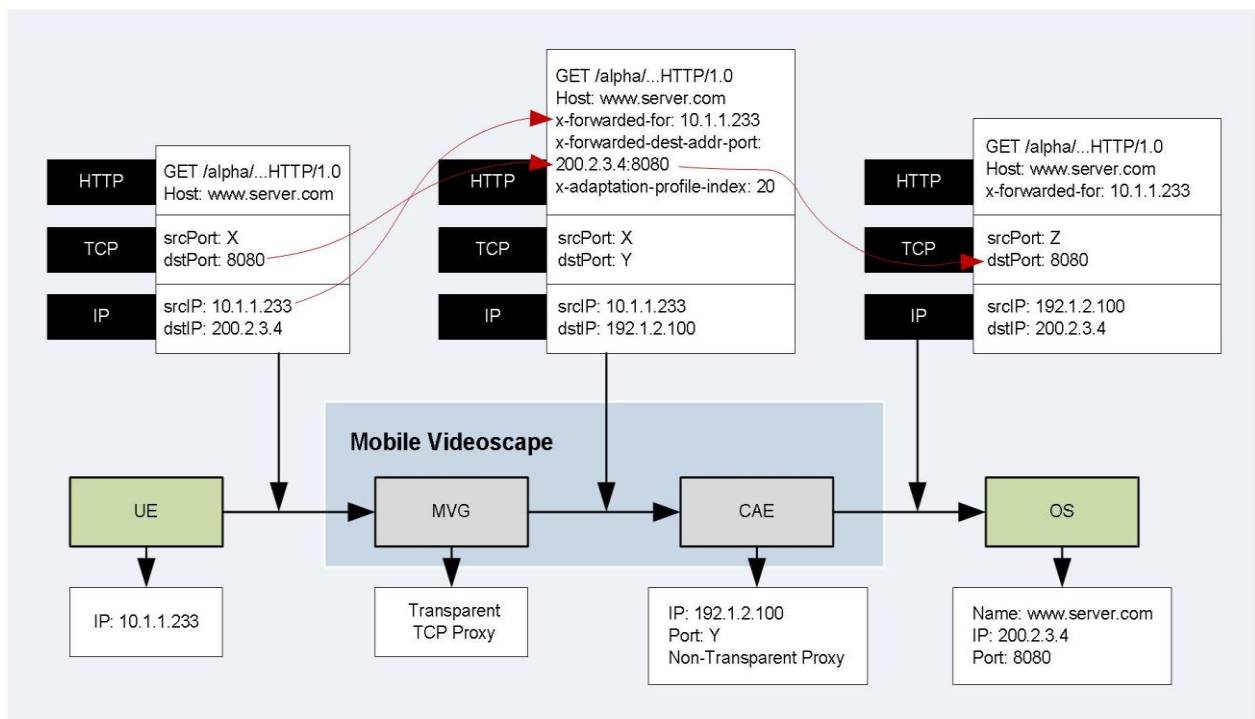 HTTP
GET /alpha/...HTTP/1.0
Host: www.server.com
TCP
srcPort: X
dstPort: 8080
IP
srcIP: 10.1.1.233
dstIP: 200.2.3.4
HTTP
GET /alpha/...HTTP/1.0
Host: www.server.com
x-forwarded-for: 10.1.1.233
x-forwarded-dest-addr-port:
200.2.3.4:8080
x-adaptation-profile-index: 20
TCP
srcPort: X
dstPort: Y
IP
srcIP: 10.1.1.233
dstIP: 192.1.2.100
HTTP
GET /alpha/...HTTP/1.0
Host: www.server.com
x-forwarded-for: 10.1.1.233
TCP
srcPort: Z
dstPort: 8080
IP
srcIP: 192.1.2.100
dstIP: 200.2.3.4
Mobile Videoscape
UE
MVG
CAE
OS
IP: 10.1.1.233
Transparent
TCP Proxy
IP: 192.1.2.100
Port: Y
Non-Transparent Proxy
Name: www.server.com
IP: 200.2.3.4
Port: 8080